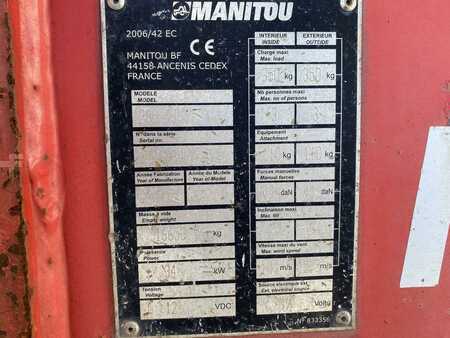 MANITOU
2006/42 EC
CE
MANITOU BF
44158 ANCENIS CEDEX
FRANCE
MODELE
MODEL
N° dans la série
Serial no.
Année Fabrication
Year of Manufacture
Année du Modele
Year of Model
Masse à vide
Empty weight
kg
Puissance
kW
Tension
Voltage
12
VDC
INTERIEUR
INSIDE
EXTERIEUR
OUTSIDE
Charge maxi
Max. load
kg
kg
Nb personnes maxi
Max. no of persons
Equipement
Attachment
kg
kg
Forces manuelles
Manual forces
daN
daN
Inclinaison maxi
Max. tilt
Vitesse maxi du vent
Max. wind speed
m/s
m/s
Source électrique ext.
Ext. electrical source
Volts
N° 833356